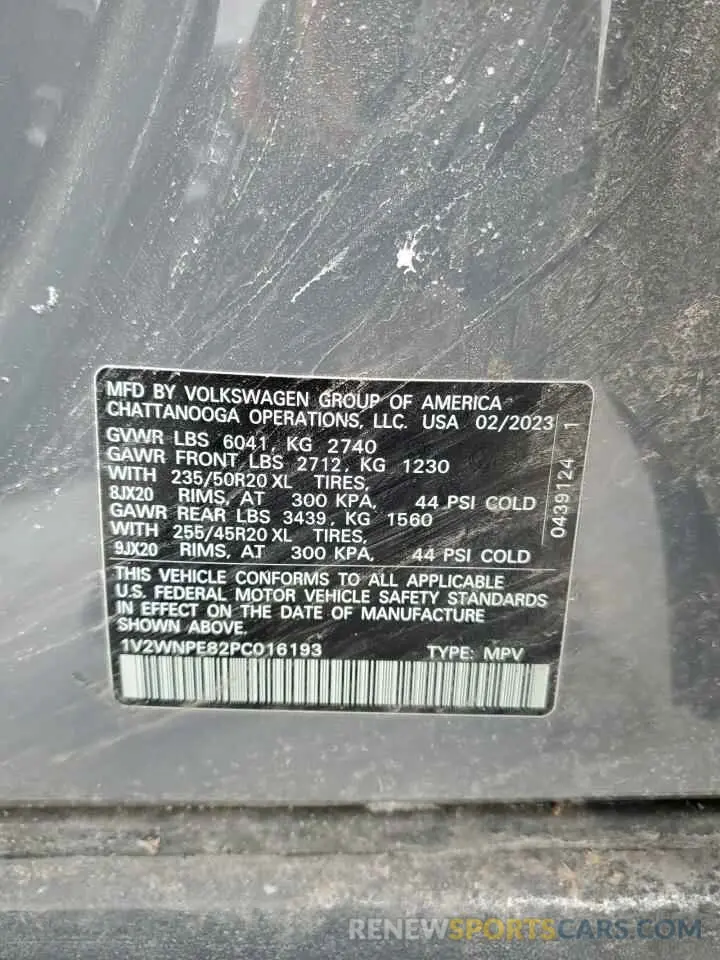 MFD BY VOLKSWAGEN GROUP OF AMERICA
CHATTANOOGA OPERATIONS, LLC. USA 02/2023
GVWR LBS 6041, KG 2740
GAWR FRONT LBS 2712, KG 1230
WITH 235/50R20 XL TIRES,
8JX20 RIMS, AT 300 KPA, 44 PSI COLD
GAWR REAR LBS 3439, KG 1560
WITH 255/45R20 XL TIRES,
9JX20 RIMS, AT 300 KPA, 44 PSI COLD
THIS VEHICLE CONFORMS TO ALL APPLICABLE
U.S. FEDERAL MOTOR VEHICLE SAFETY STANDARDS
IN EFFECT ON THE DATE OF MANUFACTURE
SHOWN ABOVE.
1V2WNPE82PC016193 TYPE: MPV
0439124 1
RENEWSPORTCARS.COM